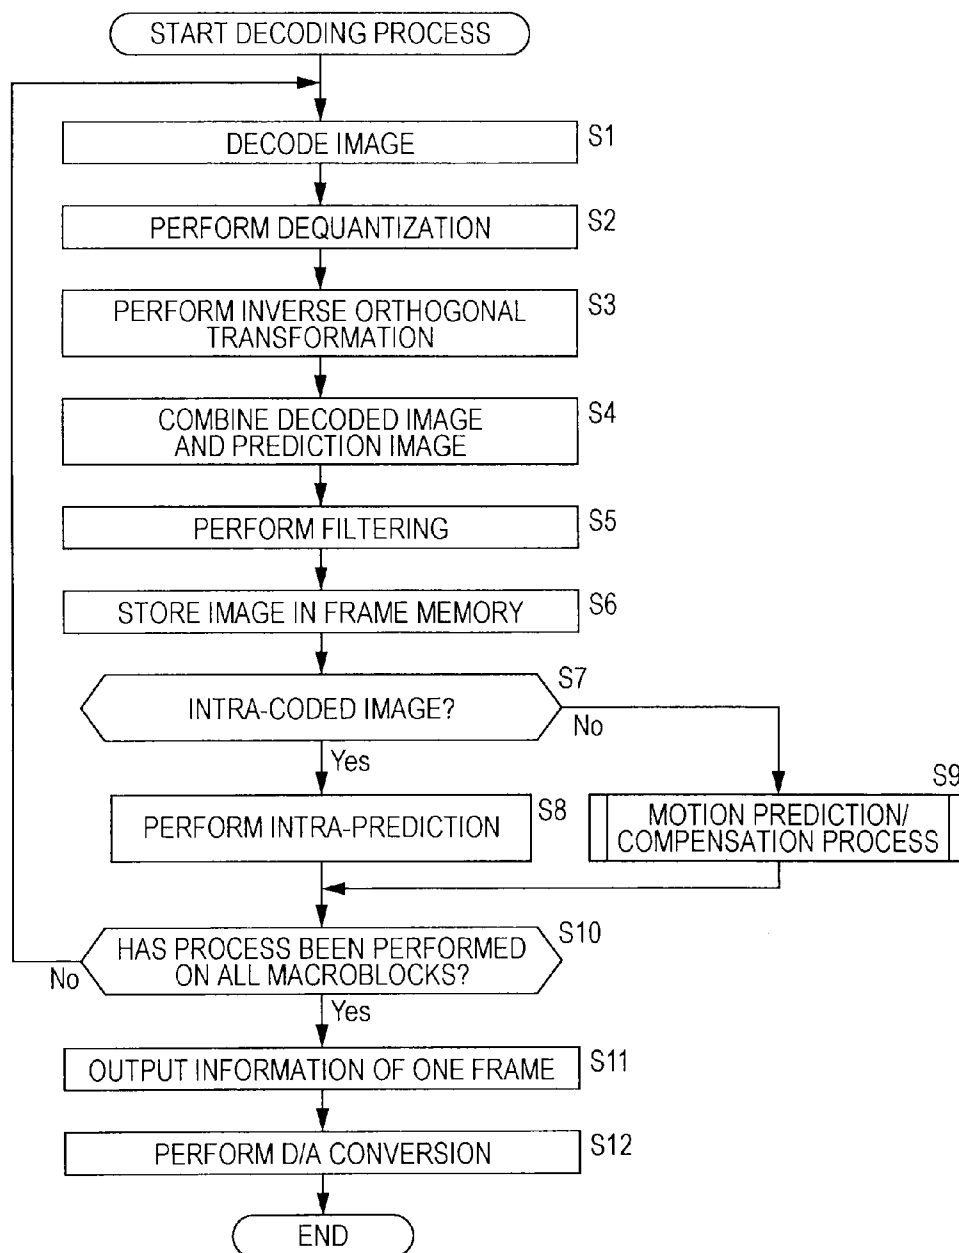 START DECODING PROCESS
DECODE IMAGE
S1
PERFORM DEQUANTIZATION
S2
PERFORM INVERSE ORTHOGONAL
TRANSFORMATION
S3
COMBINE DECODED IMAGE
AND PREDICTION IMAGE
S4
PERFORM FILTERING
S5
STORE IMAGE IN FRAME MEMORY
S6
INTRA-CODED IMAGE?
S7
No
Yes
PERFORM INTRA-PREDICTION
S8
MOTION PREDICTION/
COMPENSATION PROCESS
S9
HAS PROCESS BEEN PERFORMED
ON ALL MACROBLOCKS?
S10
No
Yes
OUTPUT INFORMATION OF ONE FRAME
S11
PERFORM D/A CONVERSION
S12
END